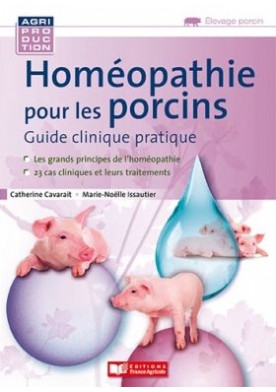 AGRI
PRO
DUC
TION
Élevage porcin
Homéopathie
pour les porcins
Guide clinique pratique
Les grands principes de l'homéopathie
23 cas cliniques et leurs traitements
Catherine Cavarait • Marie-Noëlle Issautier
ÉDITIONS
France Agricole